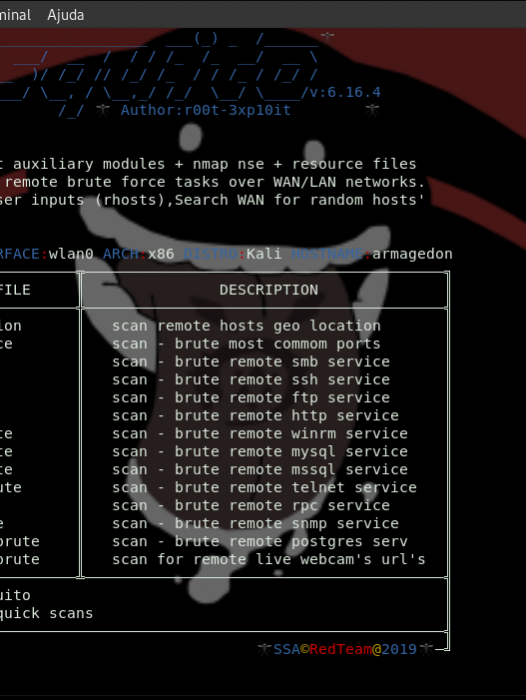 minal Ajuda
/v:6.16.4
Author:r00t-3xp10it
t auxiliary modules + nmap nse + resource files
remote brute force tasks over WAN/LAN networks.
ser inputs (rhosts),Search WAN for random hosts'
RFACE:wlan0 ARCH:x86 DISTRO:Kali HOSTNAME:armagedon
FILE DESCRIPTION
ion scan remote hosts geo location
ce scan - brute most commom ports
scan - brute remote smb service
scan - brute remote ssh service
scan - brute remote ftp service
scan - brute remote http service
te scan - brute remote winrm service
te scan - brute remote mysql service
te scan - brute remote mssql service
ute scan - brute remote telnet service
scan - brute remote rpc service
e scan - brute remote snmp service
orute scan - brute remote postgres serv
orute scan for remote live webcam's url's
uito
quick scans
SSA©RedTeam@2019